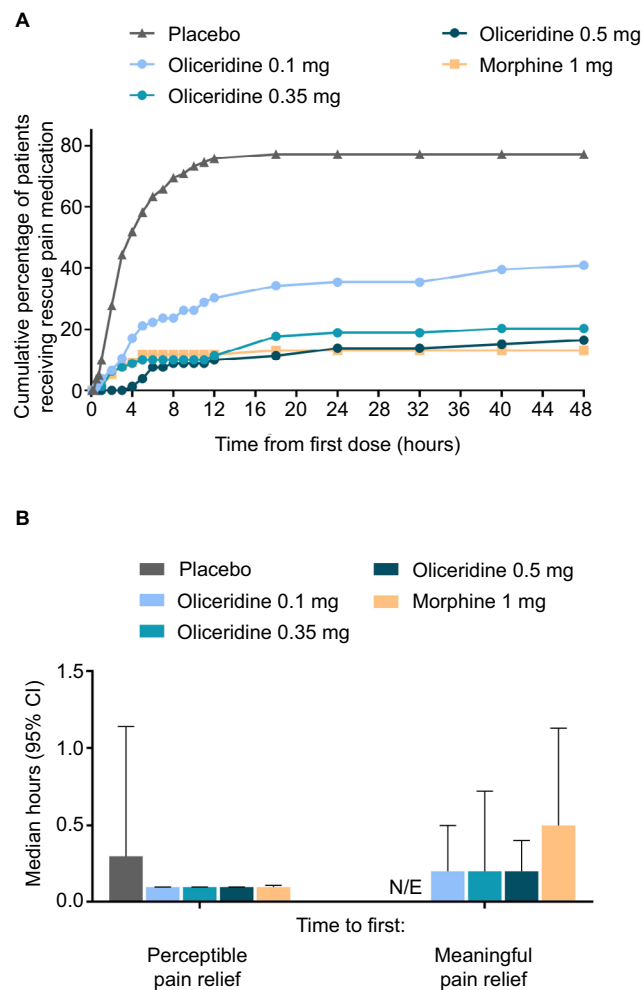 A
Placebo
Oliceridine 0.1 mg
Oliceridine 0.35 mg
Oliceridine 0.5 mg
Morphine 1 mg
Cumulative percentage of patients
receiving rescue pain medication
80
60
40
20
0
0 4 8 12 16 20 24 28 32 36 40 44 48
Time from first dose (hours)
B
Placebo
Oliceridine 0.1 mg
Oliceridine 0.35 mg
Oliceridine 0.5 mg
Morphine 1 mg
Median hours (95% CI)
1.5
1.0
0.5
0.0
N/E
Time to first:
Perceptible
pain relief
Meaningful
pain relief